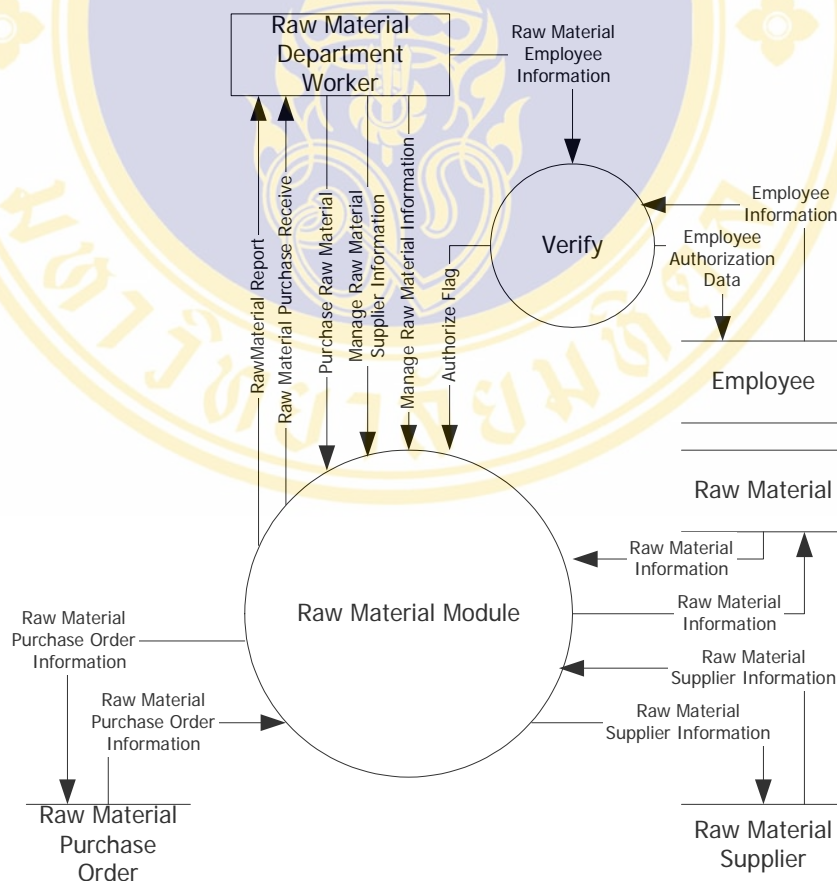 Raw Material
Department
Worker
Raw Material
Employee
Information
RawMaterial Report
Raw Material Purchase Receive
Purchase Raw Material
Manage Raw Material
Supplier Information
Manage Raw Material Information
Authorize Flag
Verify
Employee
Information
Employee
Authorization
Data
Employee
Raw Material
Raw Material
Information
Raw Material Module
Raw Material
Information
Raw Material
Purchase Order
Information
Raw Material
Supplier Information
Raw Material
Purchase Order
Information
Raw Material
Supplier Information
Raw Material
Purchase
Order
Raw Material
Supplier